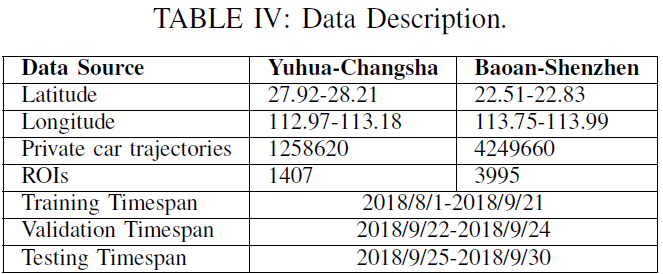 TABLE IV: Data Description.
Data Source Yuhua-Changsha Baoan-Shenzhen
Latitude 27.92-28.21 22.51-22.83
Longitude 112.97-113.18 113.75-113.99
Private car trajectories 1258620 4249660
ROIs 1407 3995
Training Timespan 2018/8/1-2018/9/21
Validation Timespan 2018/9/22-2018/9/24
Testing Timespan 2018/9/25-2018/9/30